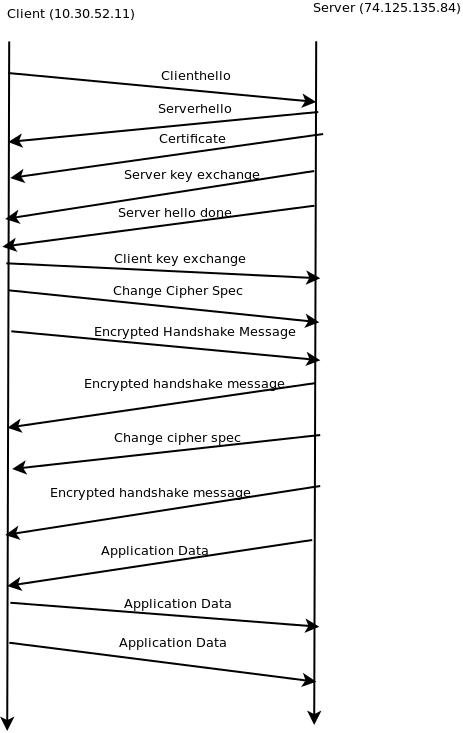 Client (10.30.52.11)
Server (74.125.135.84)
Clienthello
Serverhello
Certificate
Server key exchange
Server hello done
Client key exchange
Change Cipher Spec
Encrypted Handshake Message
Encrypted handshake message
Change cipher spec
Encrypted handshake message
Application Data
Application Data
Application Data